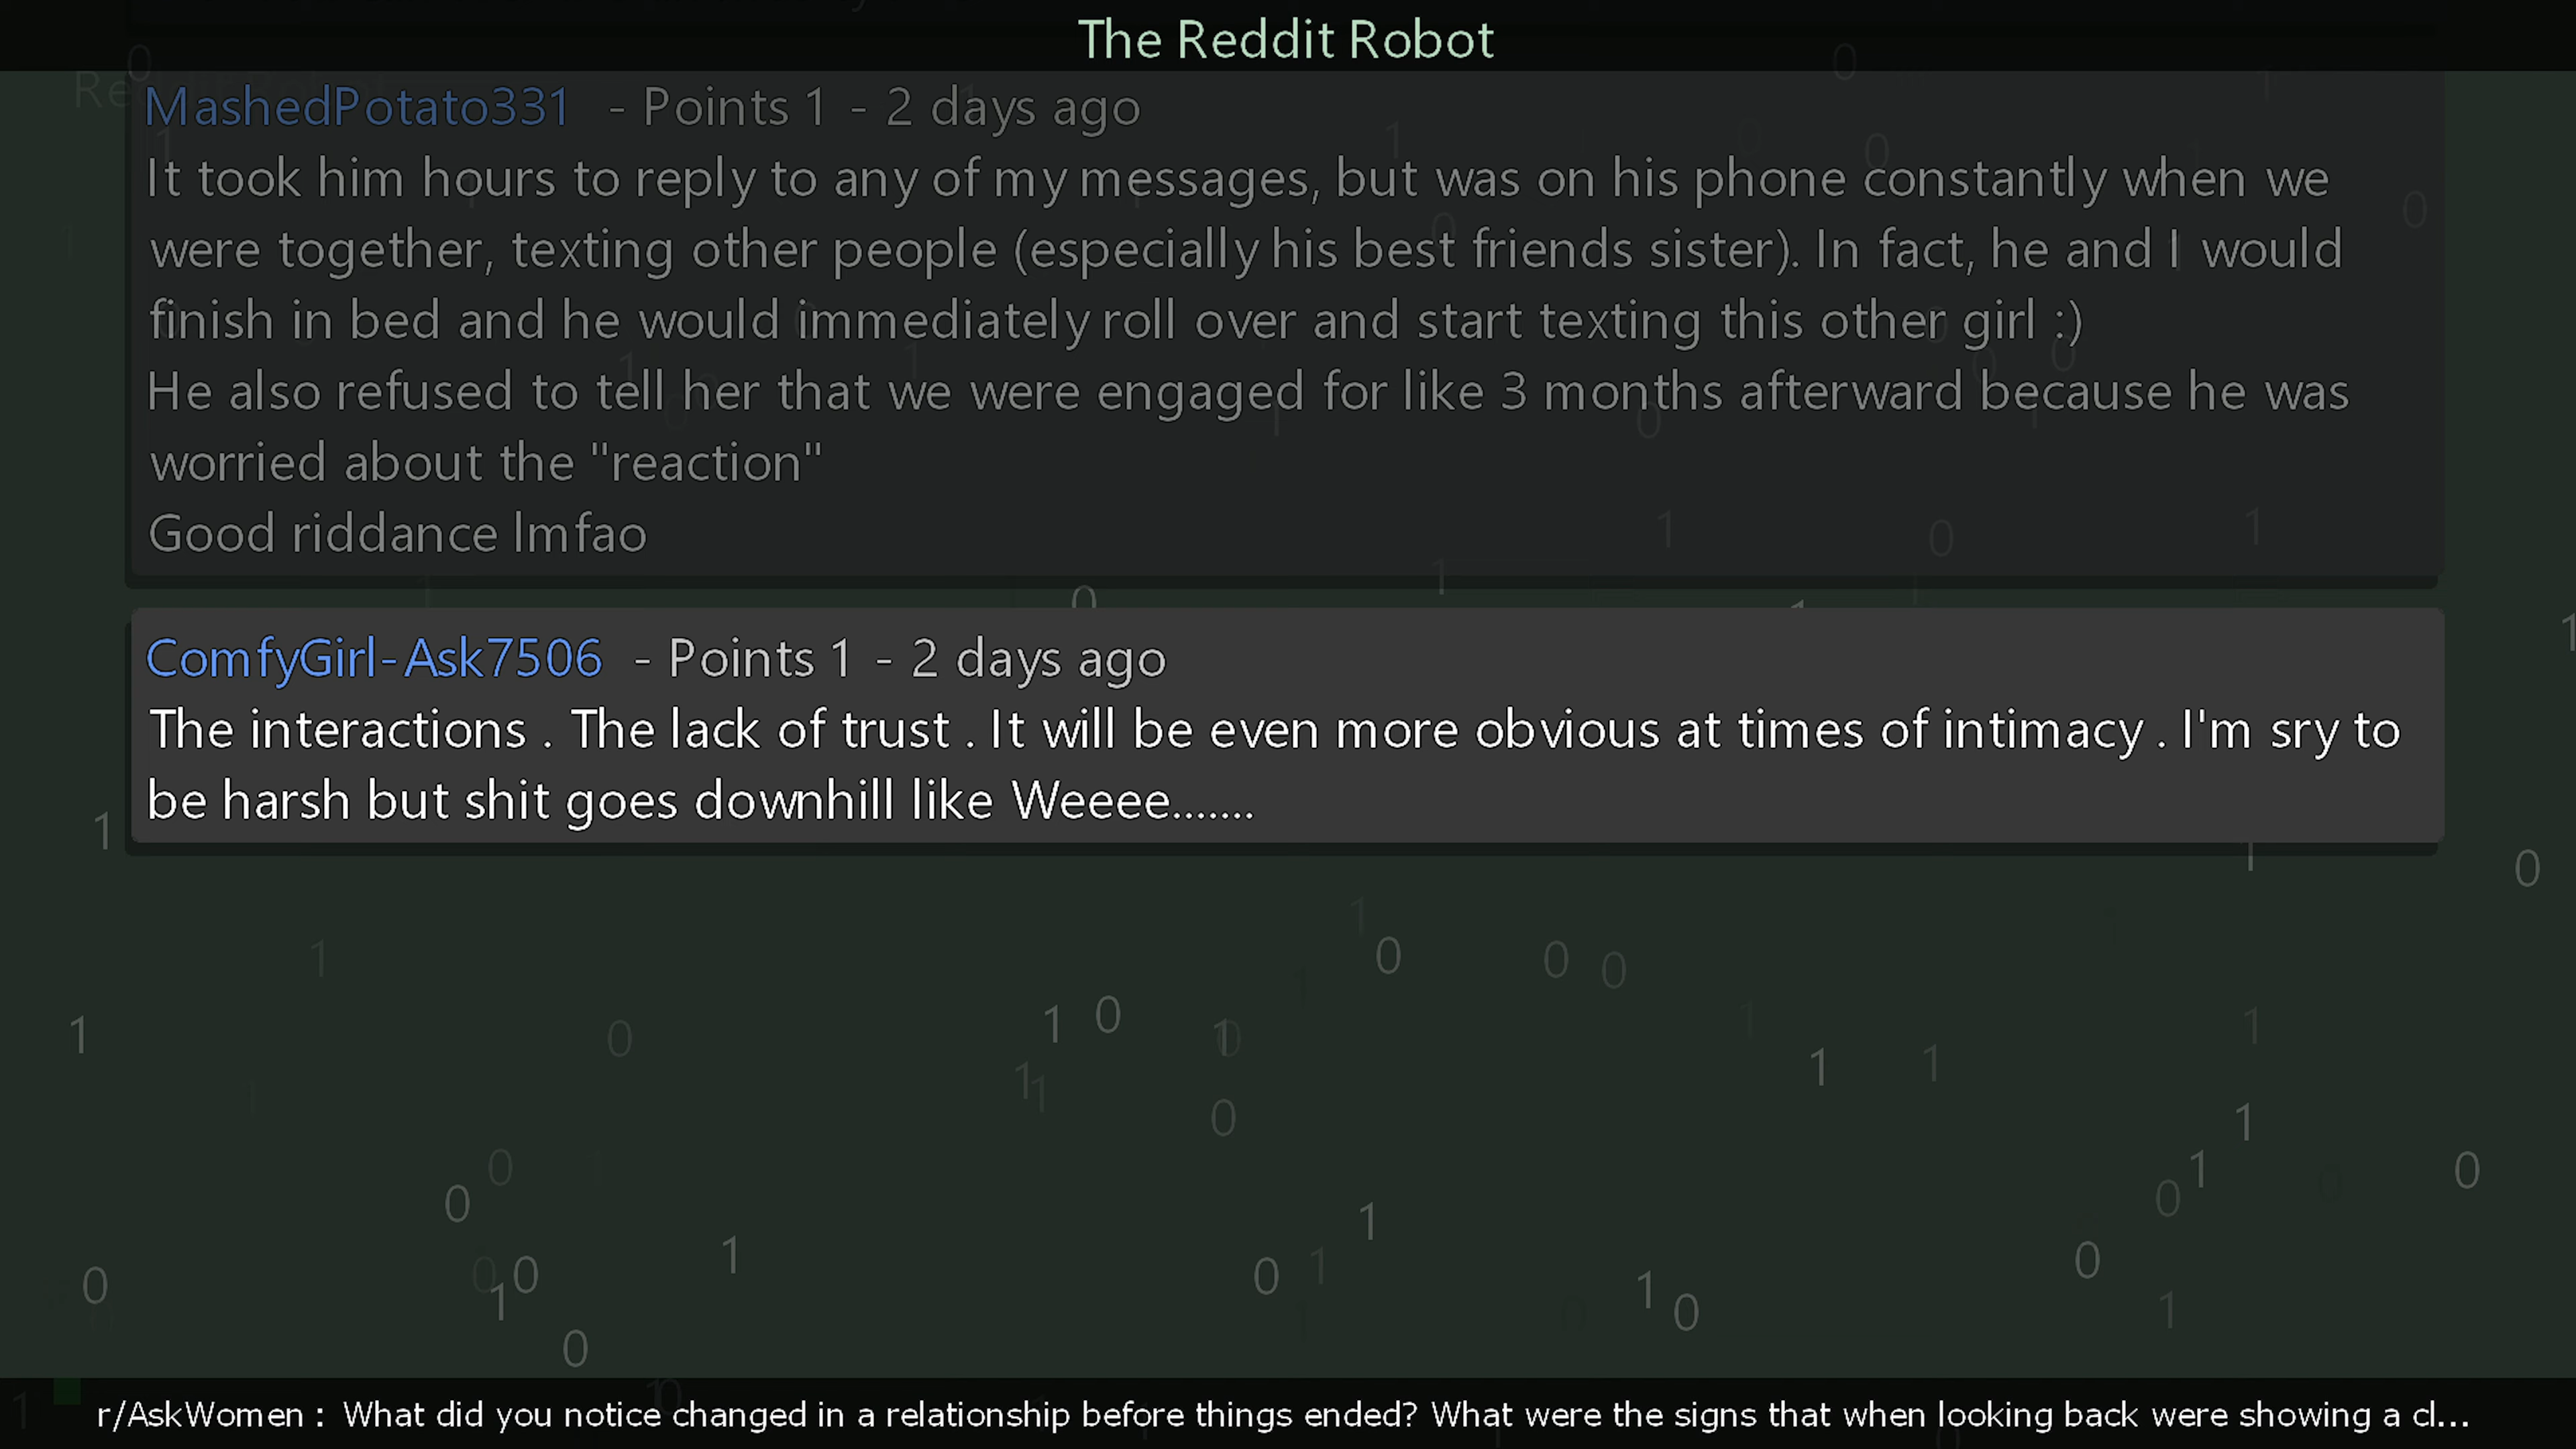 The Reddit Robot
MashedPotato331 - Points 1 - 2 days ago
It took him hours to reply to any of my messages, but was on his phone constantly when we
were together, texting other people (especially his best friends sister). In fact, he and I would
finish in bed and he would immediately roll over and start texting this other girl :)
He also refused to tell her that we were engaged for like 3 months afterward because he was
worried about the "reaction"
Good riddance lmfao
ComfyGirl-Ask7506 - Points 1 - 2 days ago
The interactions . The lack of trust . It will be even more obvious at times of intimacy . I'm sry to
be harsh but shit goes downhill like Weeee.......
r/AskWomen : What did you notice changed in a relationship before things ended? What were the signs that when looking back were showing a cl...